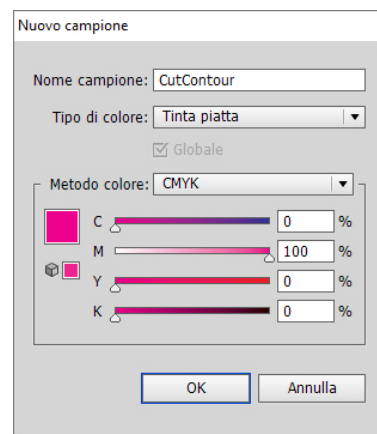 Nuovo campione
Nome campione: CutContour
Tipo di colore: Tinta piatta
Globale
Metodo colore: CMYK
C 0 %
M 100 %
Y 0 %
K 0 %
OK Annulla